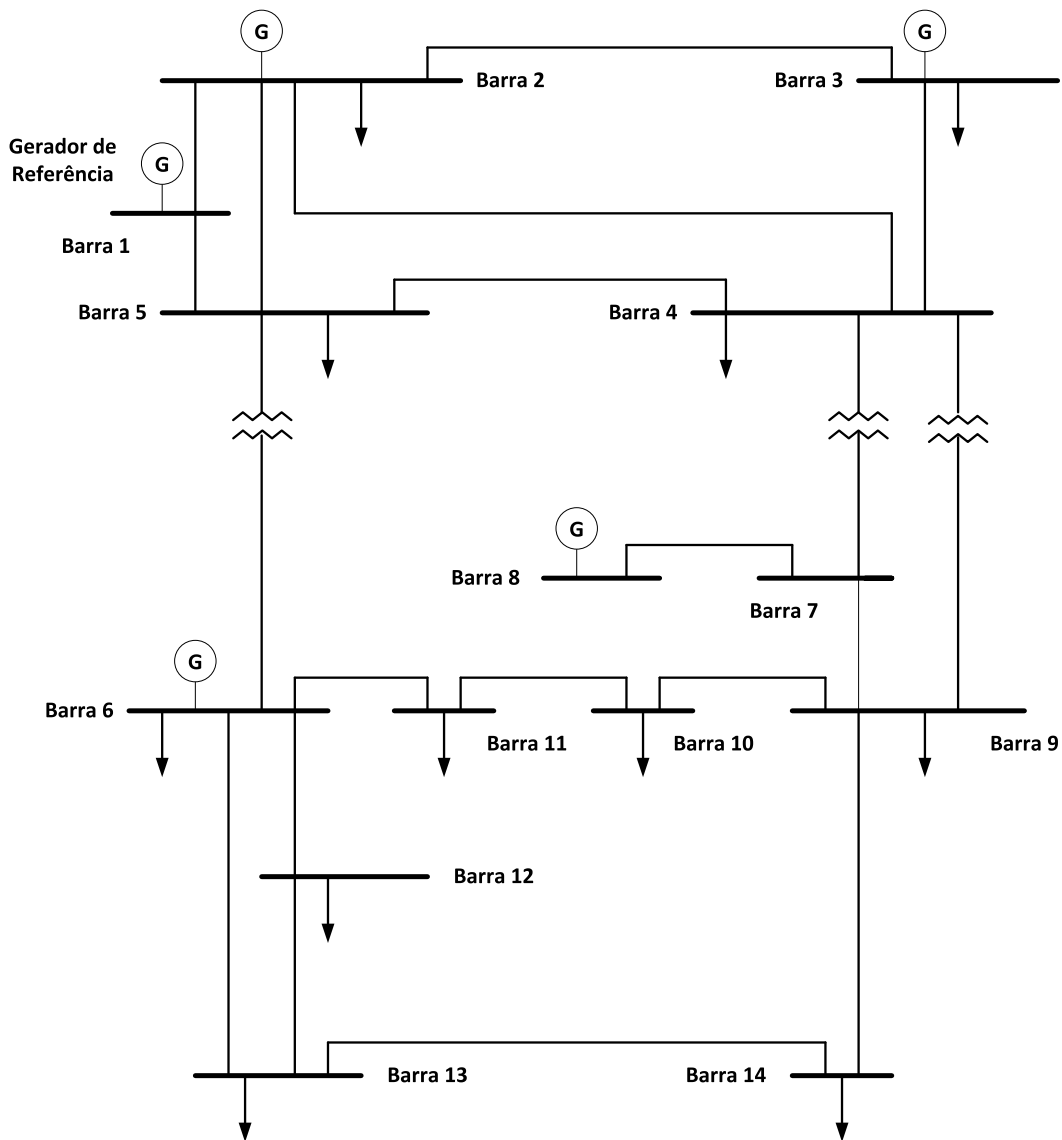 G
G
Barra 2
Barra 3
Gerador de
Referência
G
Barra 1
Barra 5
Barra 4
G
Barra 8
Barra 7
G
Barra 6
Barra 11
Barra 10
Barra 9
Barra 12
Barra 13
Barra 14